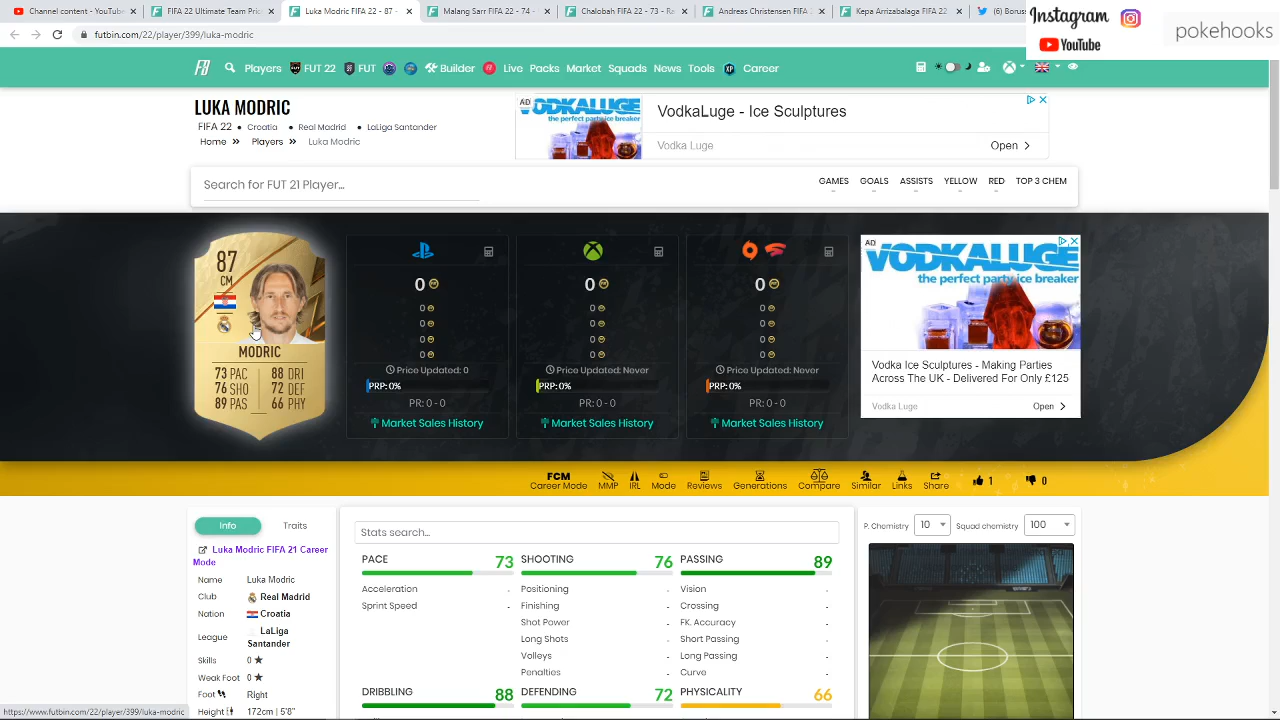 Channel content - YouTube
FIFA 22 Ultimate Team Pric
Luka Modric FIFA 22 - 87 -
Malang Sarr FIFA 22 - 74 -
Chalobah FIFA 22 - 73 - Ra
Andreas Christensen FIFA
Kepa Arrizabalaga FIFA 22
(6) Borus
Instagram
YouTube
pokehooks
futbin.com/22/player/399/luka-modric
Players
FUT 22
FUT
Builder
Live
Packs
Market
Squads
News
Tools
Career
LUKA MODRIC
FIFA 22 • Croatia • Real Madrid • LaLiga Santander
Home » Players » Luka Modric
AD
VODKALUGE
the perfect party ice breaker
VodkaLuge - Ice Sculptures
Vodka Luge
Open
Search for FUT 21 Player...
GAMES
GOALS
ASSISTS
YELLOW
RED
TOP 3 CHEM
- - - - - -
87
CM
MODRIC
73 PAC 88 DRI
76 SHO 72 DEF
89 PAS 66 PHY
0
0
0
0
0
Price Updated: 0
PRP: 0%
PR: 0 - 0
Market Sales History
0
0
0
0
0
Price Updated: Never
PRP: 0%
PR: 0 - 0
Market Sales History
0
0
0
0
0
Price Updated: Never
PRP: 0%
PR: 0 - 0
Market Sales History
AD
VODKALUGE
the perfect party ice breaker
Vodka Ice Sculptures - Making Parties
Across The UK - Delivered For Only £125
Vodka Luge
Open
FCM
Career Mode
MMP
IRL
Mode
Reviews
Generations
Compare
Similar
Links
Share
1
0
Info
Traits
Luka Modric FIFA 21 Career
Mode
Name Luka Modric
Club Real Madrid
Nation Croatia
League LaLiga
Santander
Skills 0
Weak Foot 0
Foot Right
Height 172cm | 5'8"
Stats search...
PACE 73
Acceleration -
Sprint Speed -
SHOOTING 76
Positioning -
Finishing -
Shot Power -
Long Shots -
Volleys -
Penalties -
PASSING 89
Vision -
Crossing -
FK. Accuracy -
Short Passing -
Long Passing -
Curve -
DRIBBLING 88
DEFENDING 72
PHYSICALITY 66
P. Chemistry 10
Squad chemistry 100
https://www.futbin.com/22/player/399/luka-modric